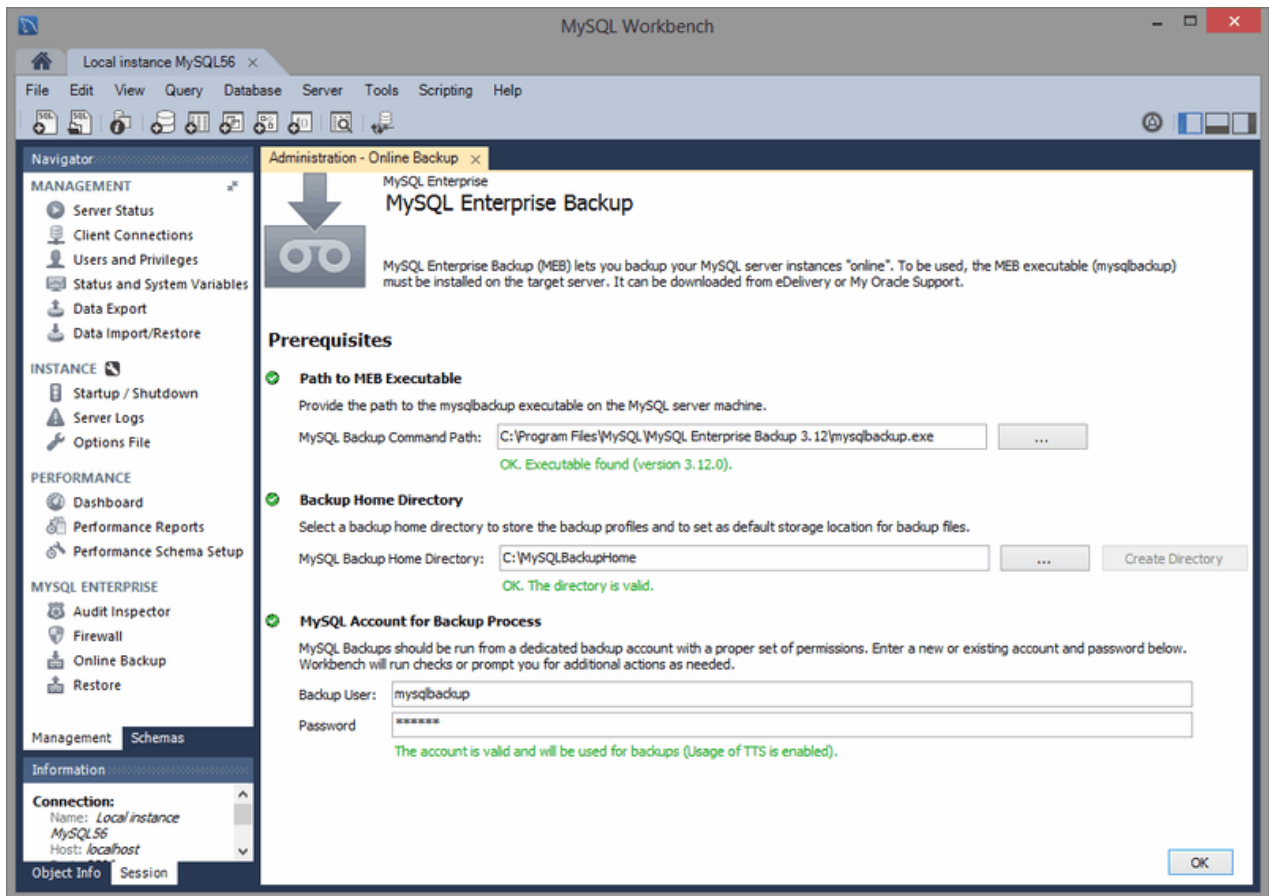 MySQL Workbench
Local instance MySQL56
File Edit View Query Database Server Tools Scripting Help
Navigator
MANAGEMENT
Server Status
Client Connections
Users and Privileges
Status and System Variables
Data Export
Data Import/Restore
INSTANCE
Startup / Shutdown
Server Logs
Options File
PERFORMANCE
Dashboard
Performance Reports
Performance Schema Setup
MYSQL ENTERPRISE
Audit Inspector
Firewall
Online Backup
Restore
Management Schemas
Information
Connection:
Name: Local instance
MySQL56
Host: localhost
Object Info Session
Administration - Online Backup
MySQL Enterprise
MySQL Enterprise Backup
MySQL Enterprise Backup (MEB) lets you backup your MySQL server instances "online". To be used, the MEB executable (mysqlbackup)
must be installed on the target server. It can be downloaded from eDelivery or My Oracle Support.
Prerequisites
Path to MEB Executable
Provide the path to the mysqlbackup executable on the MySQL server machine.
MySQL Backup Command Path: C:\Program Files\MySQL\MySQL Enterprise Backup 3.12\mysqlbackup.exe ...
OK. Executable found (version 3.12.0).
Backup Home Directory
Select a backup home directory to store the backup profiles and to set as default storage location for backup files.
MySQL Backup Home Directory: C:\MySQLBackupHome ... Create Directory
OK. The directory is valid.
MySQL Account for Backup Process
MySQL Backups should be run from a dedicated backup account with a proper set of permissions. Enter a new or existing account and password below.
Workbench will run checks or prompt you for additional actions as needed.
Backup User: mysqlbackup
Password ******
The account is valid and will be used for backups (Usage of TTS is enabled).
OK